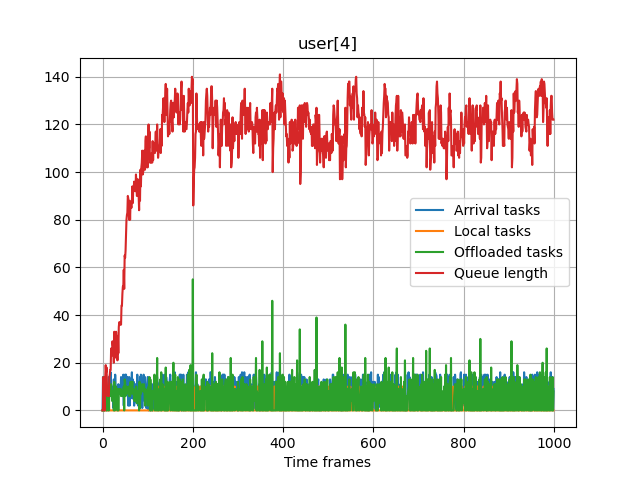 user[4]
140
120
100
80
60
40
20
0
Arrival tasks
Local tasks
Offloaded tasks
Queue length
0 200 400 600 800 1000
Time frames